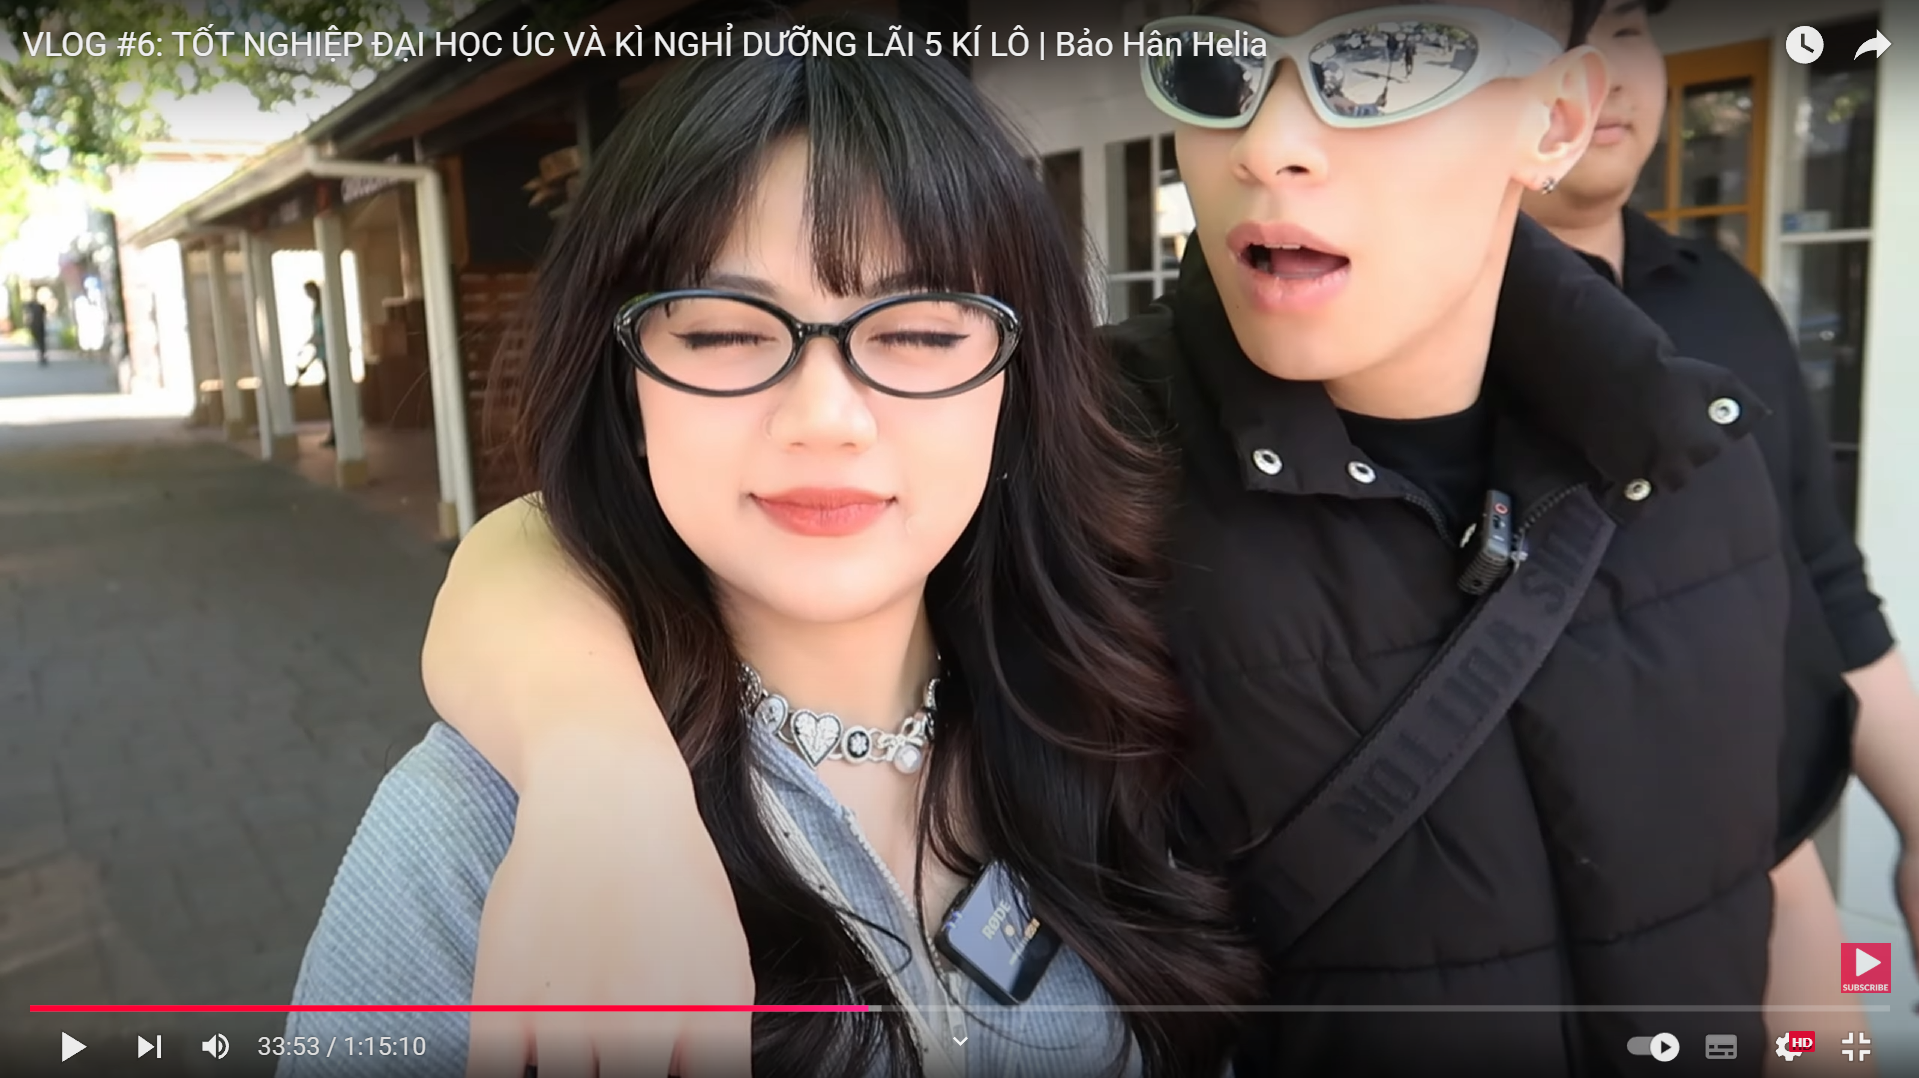 VLOG #6: TỐT NGHIỆP ĐẠI HỌC ÚC VÀ KÌ NGHỈ DƯỠNG LÃI 5 KÍ LÔ | Bảo Hân Helia
RØDE
SUBSCRIBE
33:53 / 1:15:10
HD